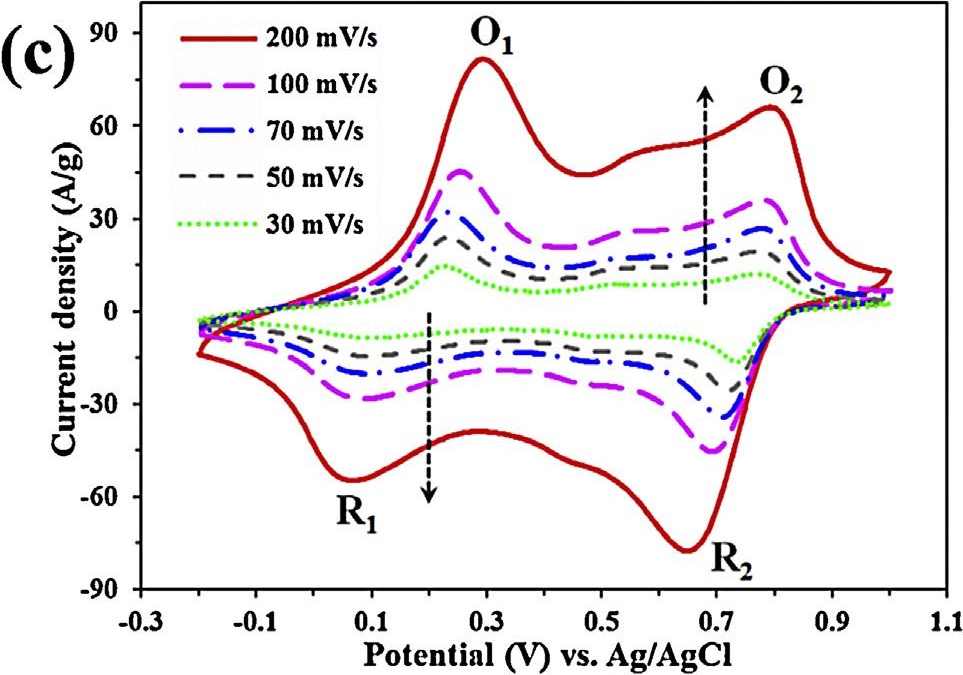 (c)
200 mV/s
100 mV/s
70 mV/s
50 mV/s
30 mV/s
O₁
O₂
R₁
R₂
Current density (A/g)
90
60
30
0
-30
-60
-90
-0.3 -0.1 0.1 0.3 0.5 0.7 0.9 1.1
Potential (V) vs. Ag/AgCl